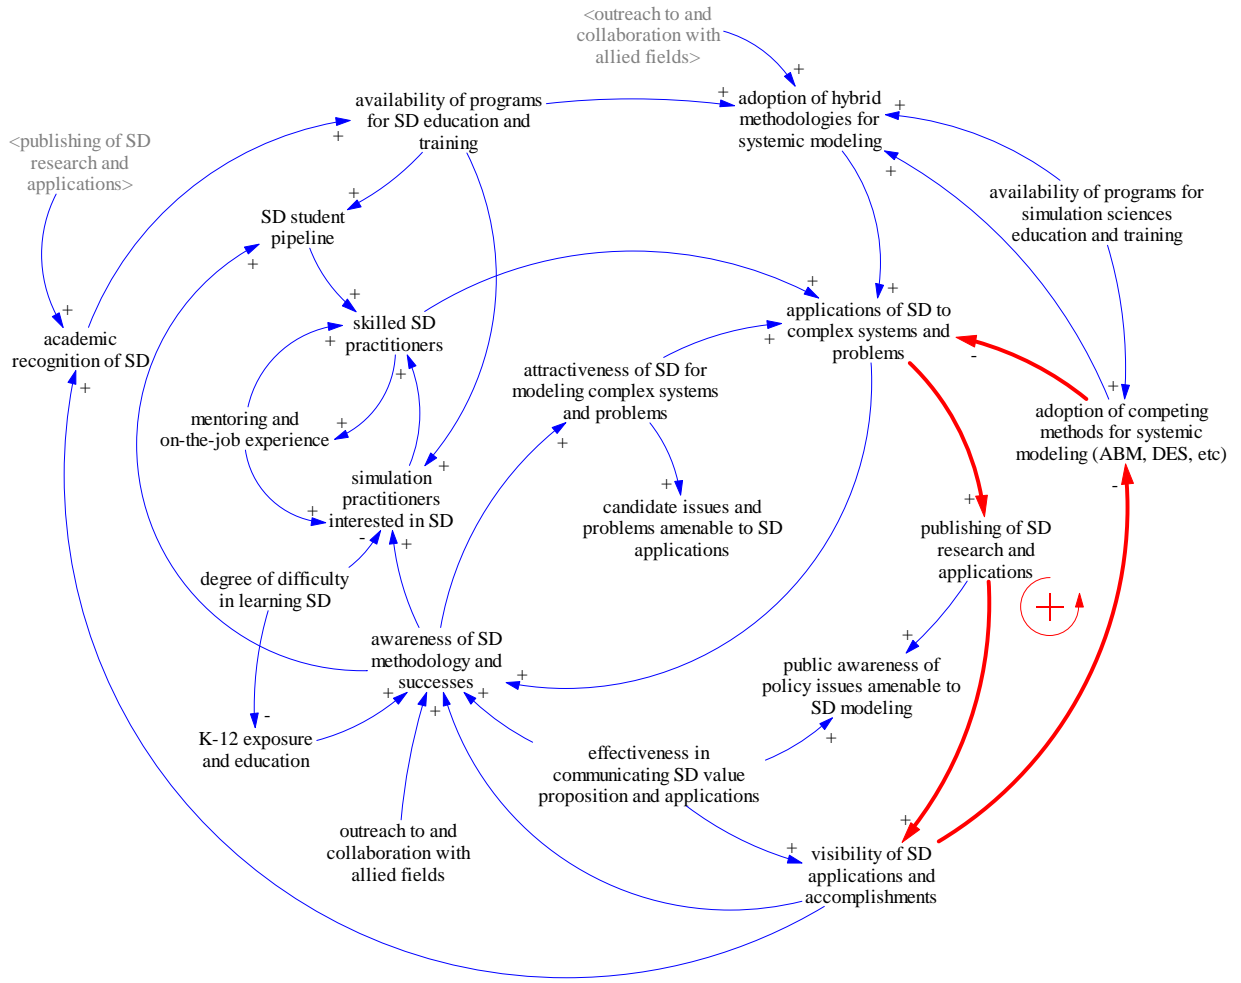 <outreach to and
collaboration with
allied fields>
availability of programs
for SD education and
training
adoption of hybrid
methodologies for
systemic modeling
<publishing of SD
research and
applications>
availability of programs for
simulation sciences
education and training
SD student
pipeline
academic
recognition of SD
skilled SD
practitioners
applications of SD to
complex systems and
problems
attractiveness of SD for
modeling complex systems
and problems
adoption of competing
methods for systemic
modeling (ABM, DES, etc)
mentoring and
on-the-job experience
simulation
practitioners
interested in SD
candidate issues and
problems amenable to SD
applications
publishing of SD
research and
applications
degree of difficulty
in learning SD
awareness of SD
methodology and
successes
public awareness of
policy issues amenable to
SD modeling
K-12 exposure
and education
effectiveness in
communicating SD value
proposition and applications
outreach to and
collaboration with
allied fields
visibility of SD
applications and
accomplishments